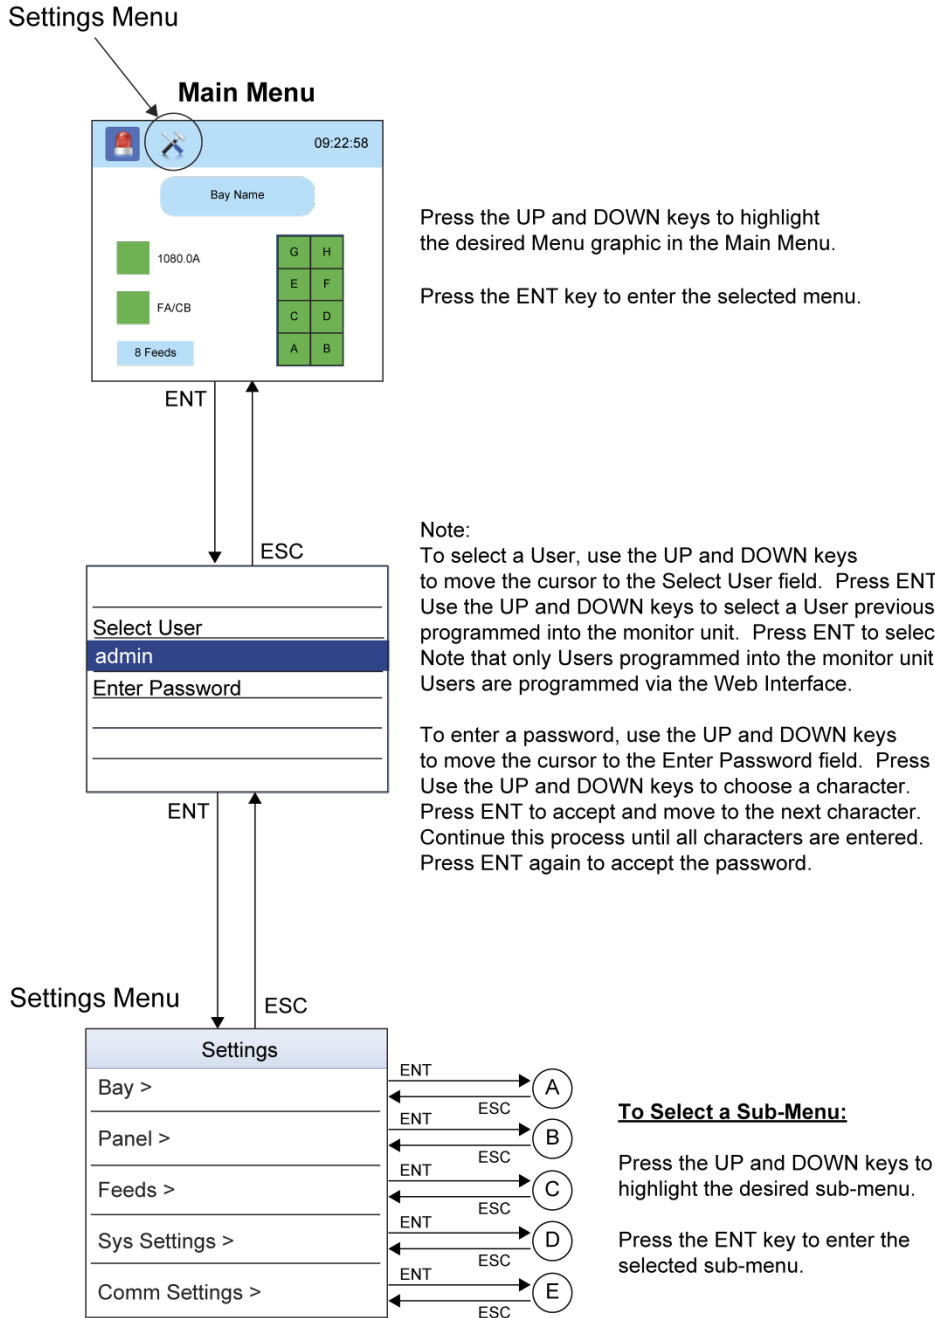 Settings Menu
Main Menu
09:22:58
Bay Name
1080.0A
FA/CB
8 Feeds
G H
E F
C D
A B
Press the UP and DOWN keys to highlight
the desired Menu graphic in the Main Menu.
Press the ENT key to enter the selected menu.
ENT
ESC
Select User
admin
Enter Password
Note:
To select a User, use the UP and DOWN keys
to move the cursor to the Select User field. Press ENT
Use the UP and DOWN keys to select a User previous
programmed into the monitor unit. Press ENT to selec
Note that only Users programmed into the monitor unit
Users are programmed via the Web Interface.
To enter a password, use the UP and DOWN keys
to move the cursor to the Enter Password field. Press
Use the UP and DOWN keys to choose a character.
Press ENT to accept and move to the next character.
Continue this process until all characters are entered.
Press ENT again to accept the password.
ENT
ESC
Settings Menu
Settings
Bay >
ENT
ESC
A
Panel >
ENT
ESC
B
Feeds >
ENT
ESC
C
Sys Settings >
ENT
ESC
D
Comm Settings >
ENT
ESC
E
To Select a Sub-Menu:
Press the UP and DOWN keys to
highlight the desired sub-menu.
Press the ENT key to enter the
selected sub-menu.